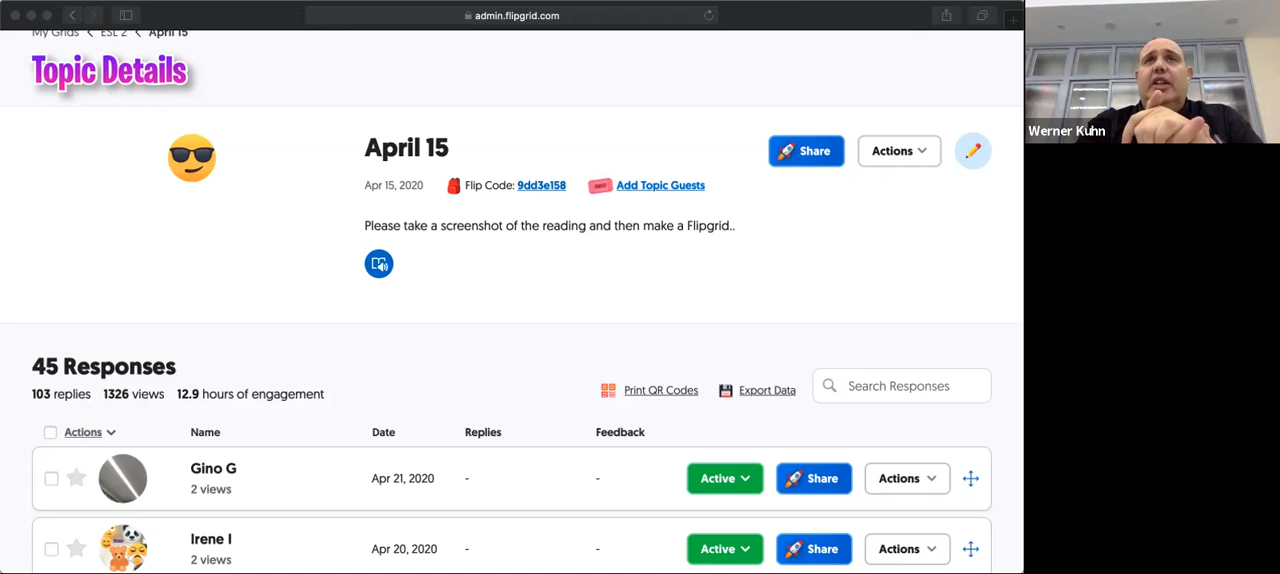 admin.flipgrid.com
My Grids ESL 2 April 15
Topic Details
April 15
Share
Actions
Apr 15, 2020
Flip Code: 9dd3e158
Add Topic Guests
Please take a screenshot of the reading and then make a Flipgrid..
45 Responses
103 replies 1326 views 12.9 hours of engagement
Print QR Codes
Export Data
Search Responses
Actions Name Date Replies Feedback
Gino G
2 views
Apr 21, 2020 - -
Active Share Actions
Irene I
2 views
Apr 20, 2020 - -
Active Share Actions
Werner Kuhn